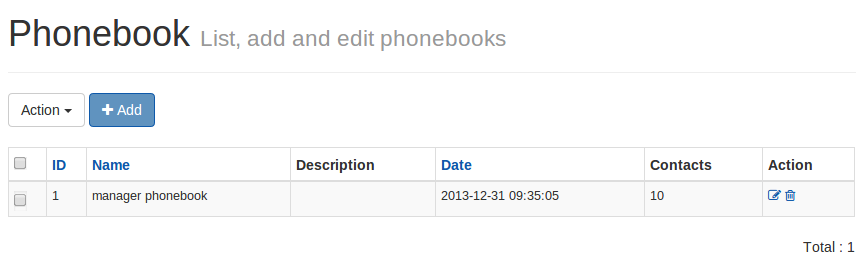 Phonebook List, add and edit phonebooks
Action Add
ID Name Description Date Contacts Action
1 manager phonebook 2013-12-31 09:35:05 10
Total : 1